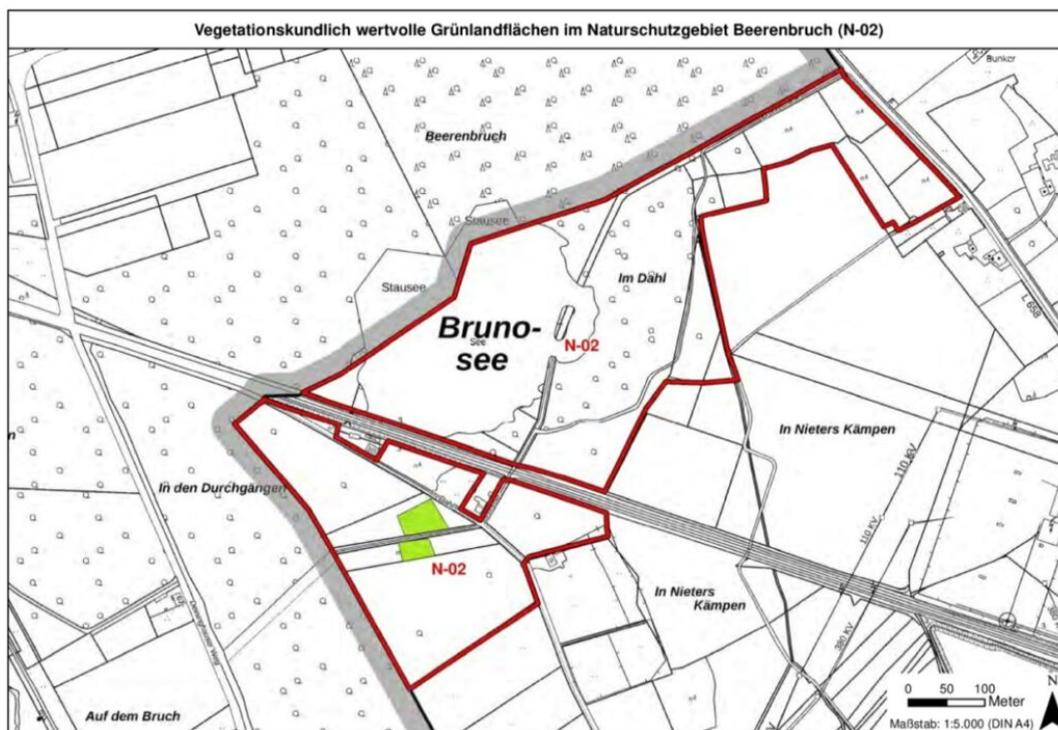 Vegetationskundlich wertvolle Grünlandflächen im Naturschutzgebiet Beerenbruch (N-02)
Bunker
Beerenbruch
Stausee
Im Dahl
Stausee
L 658
Bruno-
See
see
N-02
In Nieters Kämpen
110 KV
110 KV
In den Durchgängen
N-02
In Nieters
Kämpen
380 KV
Auf dem Bruch
N
0 50 100
Meter
Maßstab: 1:5.000 (DIN A4)